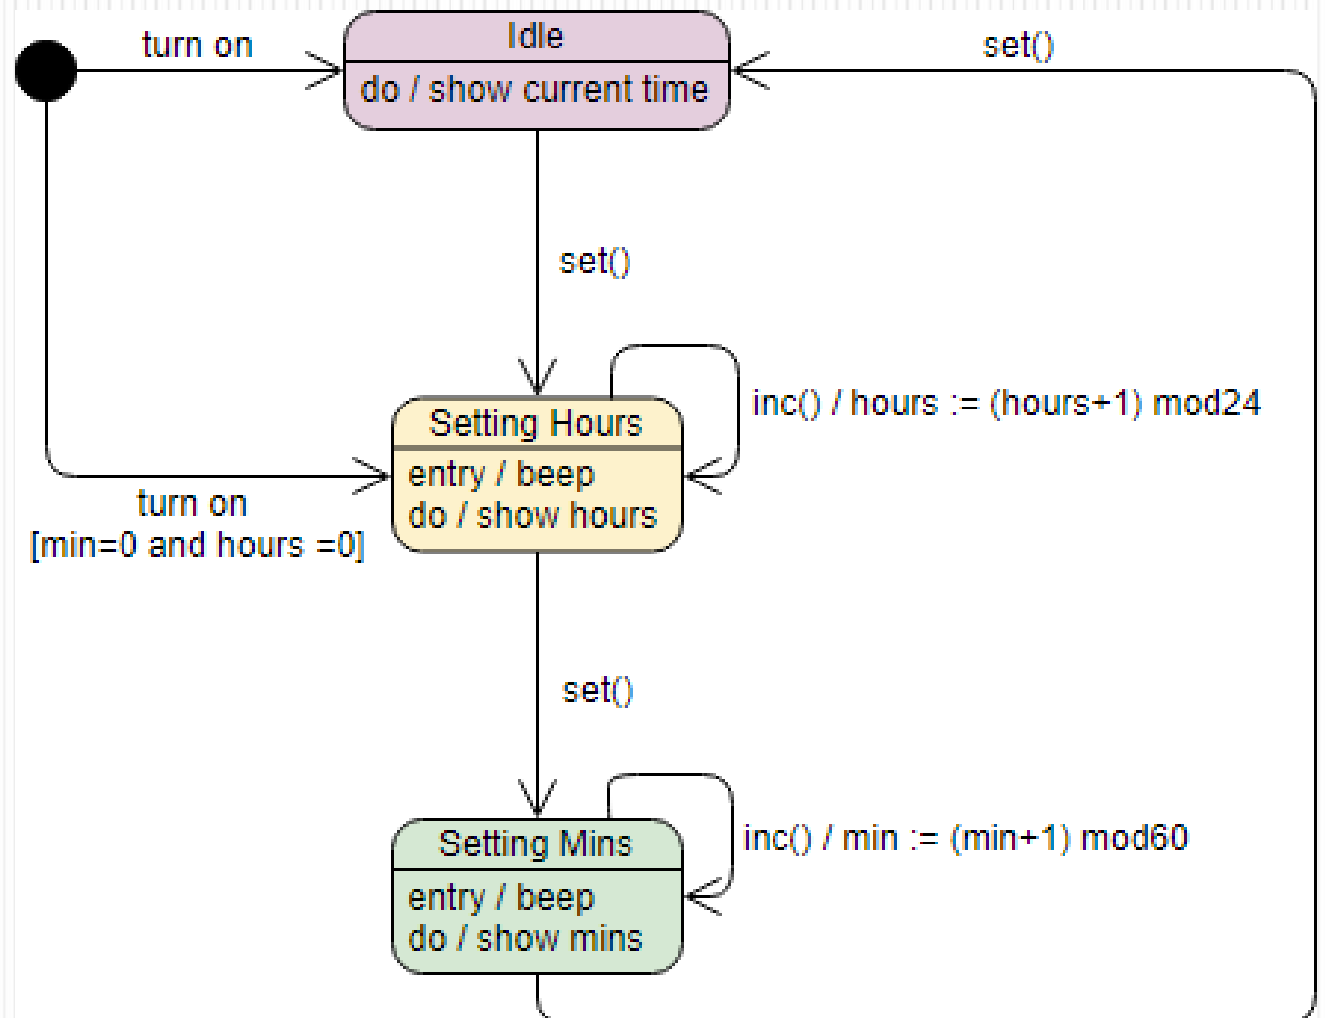 turn on
Idle
do / show current time
set()
set()
Setting Hours
entry / beep
do / show hours
inc() / hours := (hours+1) mod24
turn on
[min=0 and hours =0]
set()
Setting Mins
entry / beep
do / show mins
inc() / min := (min+1) mod60